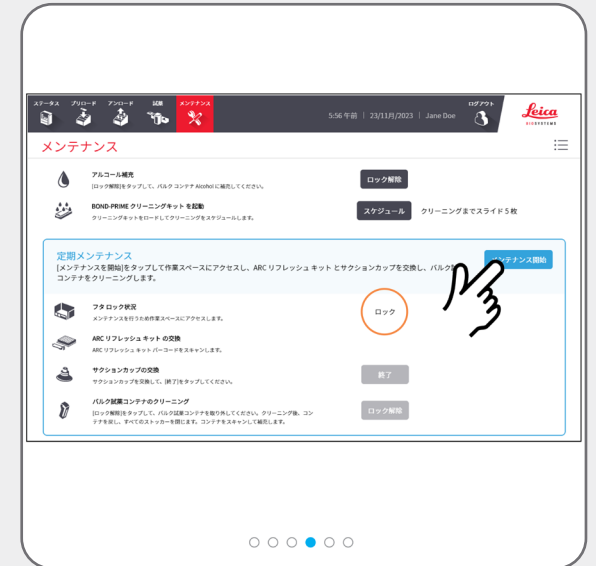 ステータス プリロード アンロード 試薬 メンテナンス
5:56 午前 | 23/11月/2023 | Jane Doe
ログアウト
Leica
BIOSYSTEMS
メンテナンス
アルコール補充
[ロック解除]をタップして、バルク コンテナ Alcohol に補充してください。
ロック解除
BOND-PRIME クリーニングキット を起動
クリーニングキットをロードしてクリーニングをスケジュールします。
スケジュール クリーニングまでスライド 5 枚
定期メンテナンス
[メンテナンスを開始]をタップして作業スペースにアクセスし、ARC リフレッシュ キット とサクションカップを交換し、バルク
コンテナをクリーニングします。
メンテナンス開始
フタ ロック状況
メンテナンスを行うため作業スペースにアクセスします。
ロック
ARC リフレッシュ キット の交換
ARC リフレッシュ キット バーコードをスキャンします。
サクションカップの交換
サクションカップを交換して、[終了]をタップしてください。
終了
バルク試薬コンテナのクリーニング
[ロック解除]をタップして、バルク試薬コンテナを取り外してください。クリーニング後、コン
テナを戻し、すべてのストッカーを閉じます。コンテナをスキャンして補充します。
ロック解除